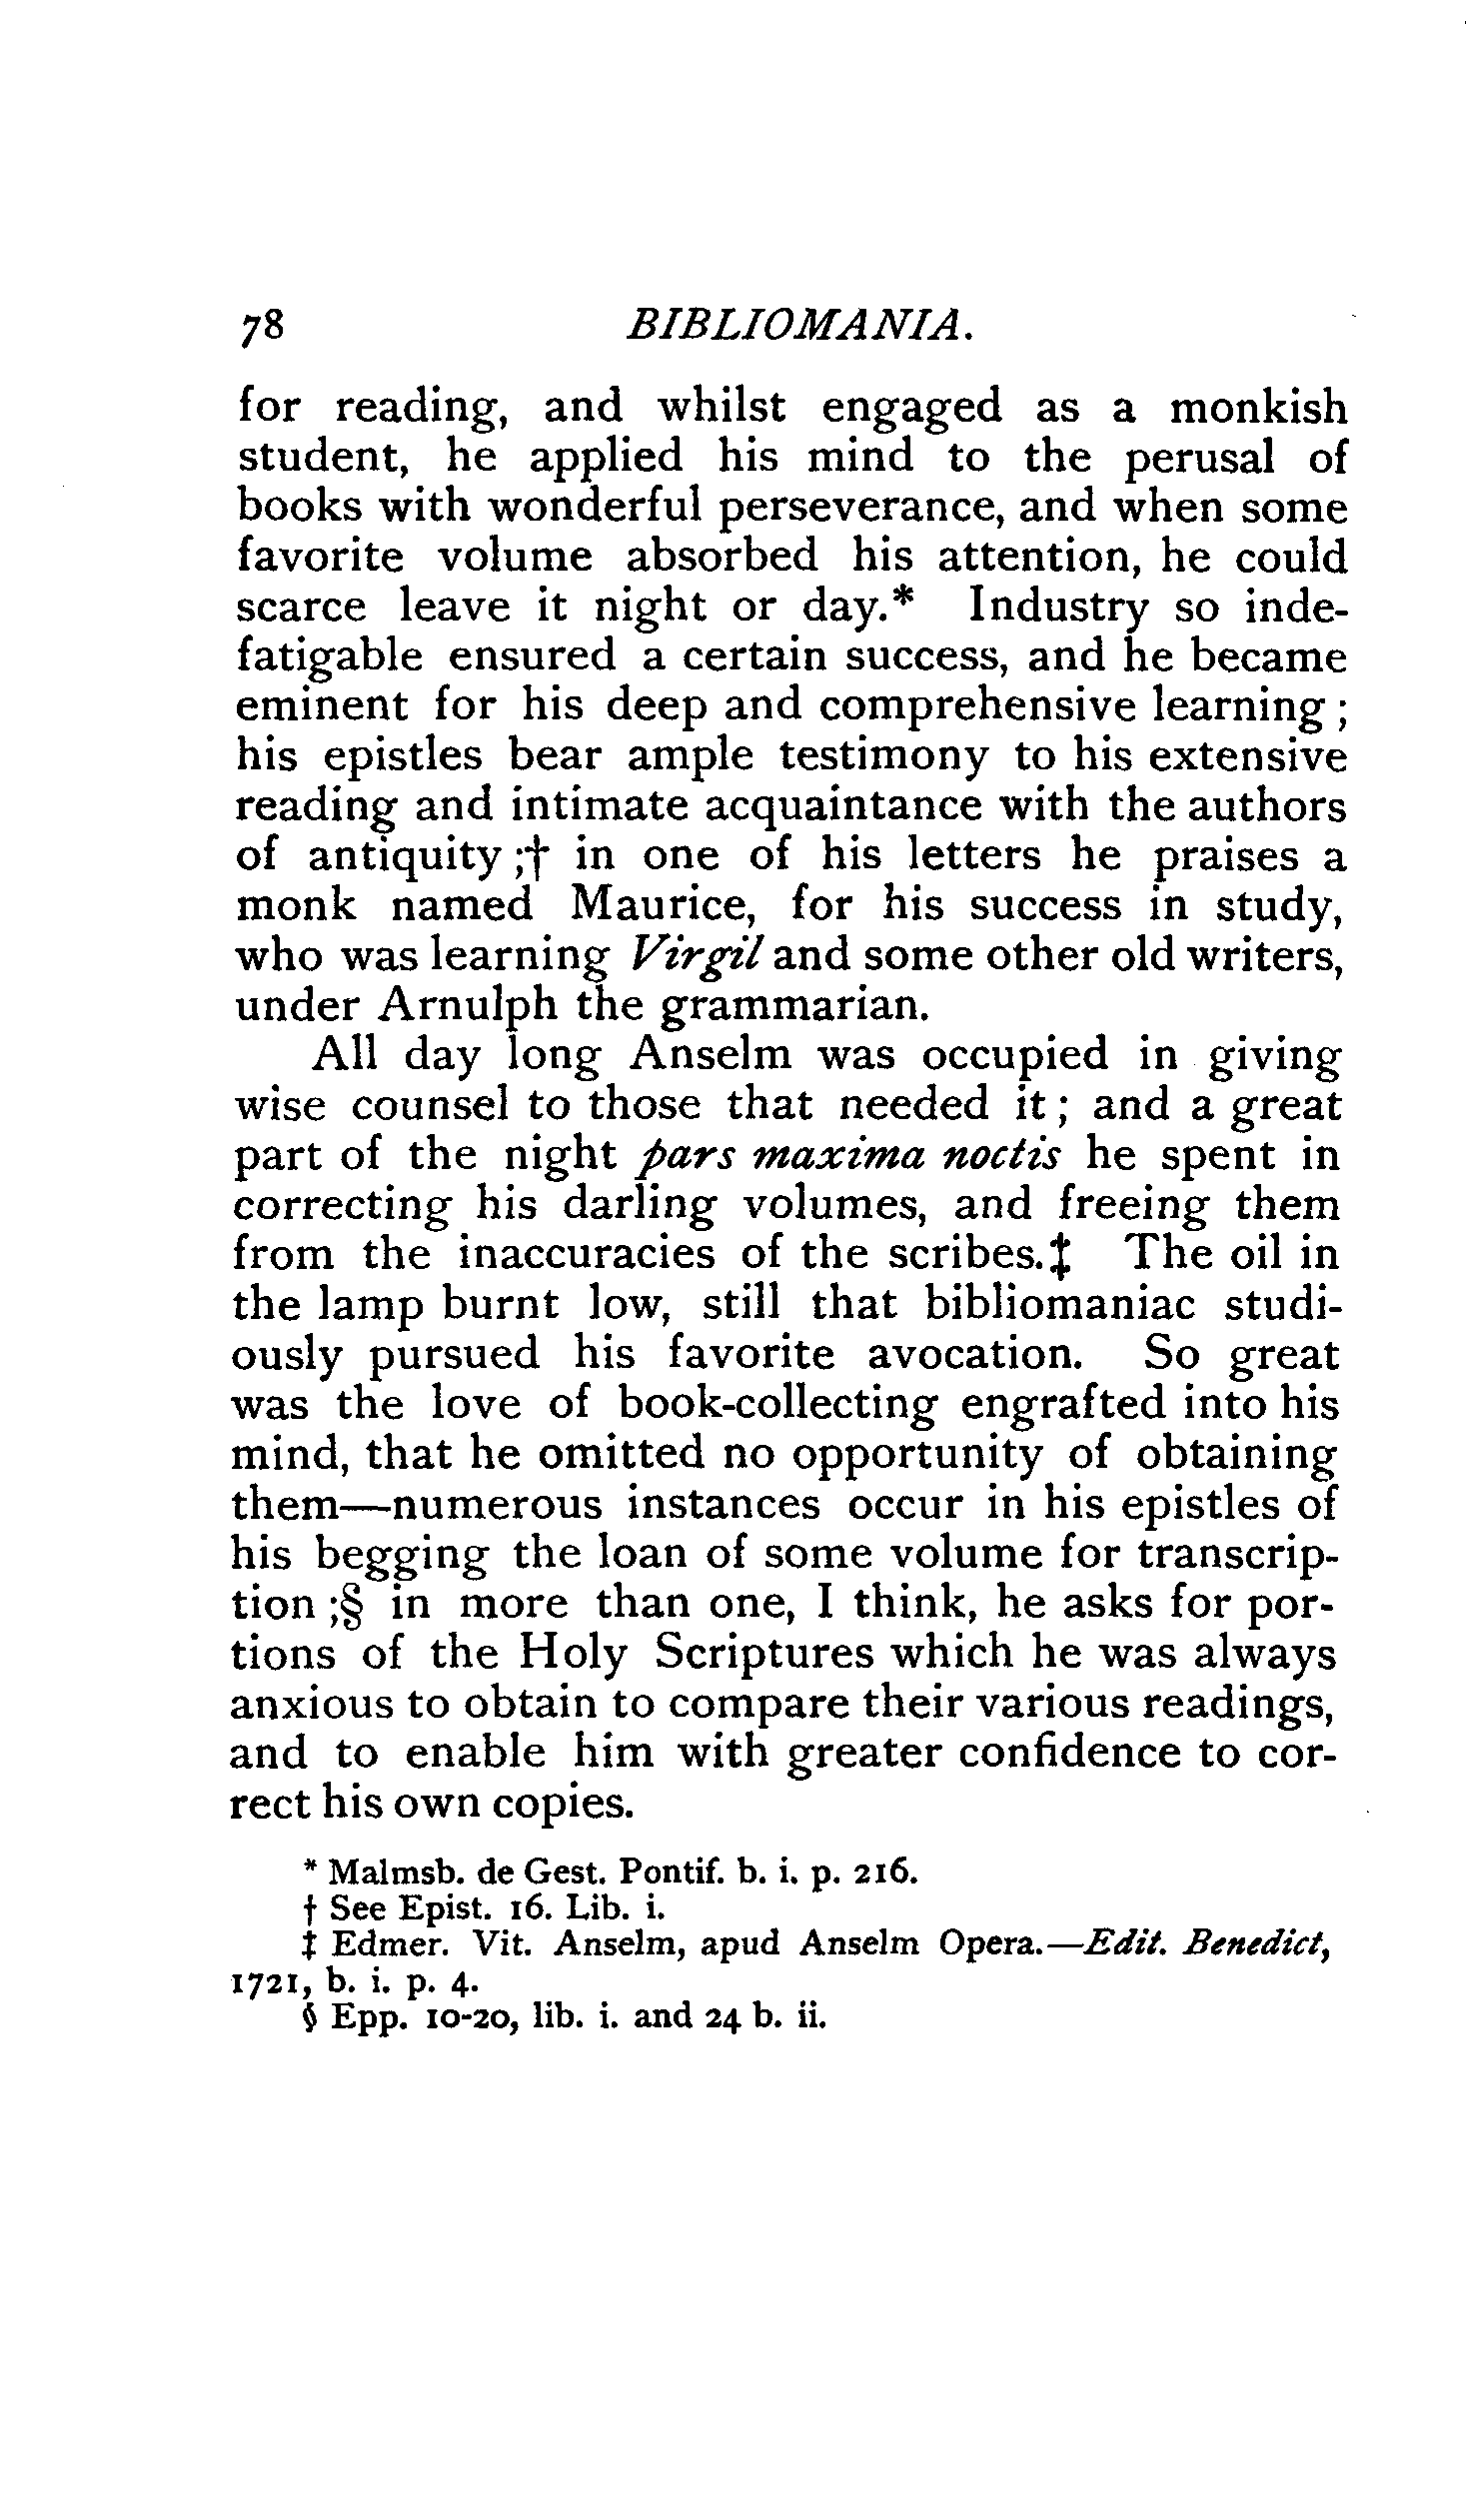 78 BIBLIOMANIA.
for reading, and whilst engaged as a monkish
student, he applied his mind to the perusal of
books with wonderful perseverance, and when some
favorite volume absorbed his attention, he could
scarce leave it night or day.* Industry so inde-
fatigable ensured a certain success, and he became
eminent for his deep and comprehensive learning ;
his epistles bear ample testimony to his extensive
reading and intimate acquaintance with the authors
of antiquity ;† in one of his letters he praises a
monk named Maurice, for his success in study,
who was learning Virgil and some other old writers,
under Arnulph the grammarian.
All day long Anselm was occupied in giving
wise counsel to those that needed it ; and a great
part of the night pars maxima noctis he spent in
correcting his darling volumes, and freeing them
from the inaccuracies of the scribes.‡ The oil in
the lamp burnt low, still that bibliomaniac studi-
ously pursued his favorite avocation. So great
was the love of book-collecting engrafted into his
mind, that he omitted no opportunity of obtaining
them—numerous instances occur in his epistles of
his begging the loan of some volume for transcrip-
tion ;§ in more than one, I think, he asks for por-
tions of the Holy Scriptures which he was always
anxious to obtain to compare their various readings,
and to enable him with greater confidence to cor-
rect his own copies.
* Malmsb. de Gest. Pontif. b. i. p. 216.
† See Epist. 16. Lib. i.
‡ Edmer. Vit. Anselm, apud Anselm Opera.—Edit. Benedict,
1721, b. i. p. 4.
§ Epp. 10-20, lib. i. and 24 b. ii.